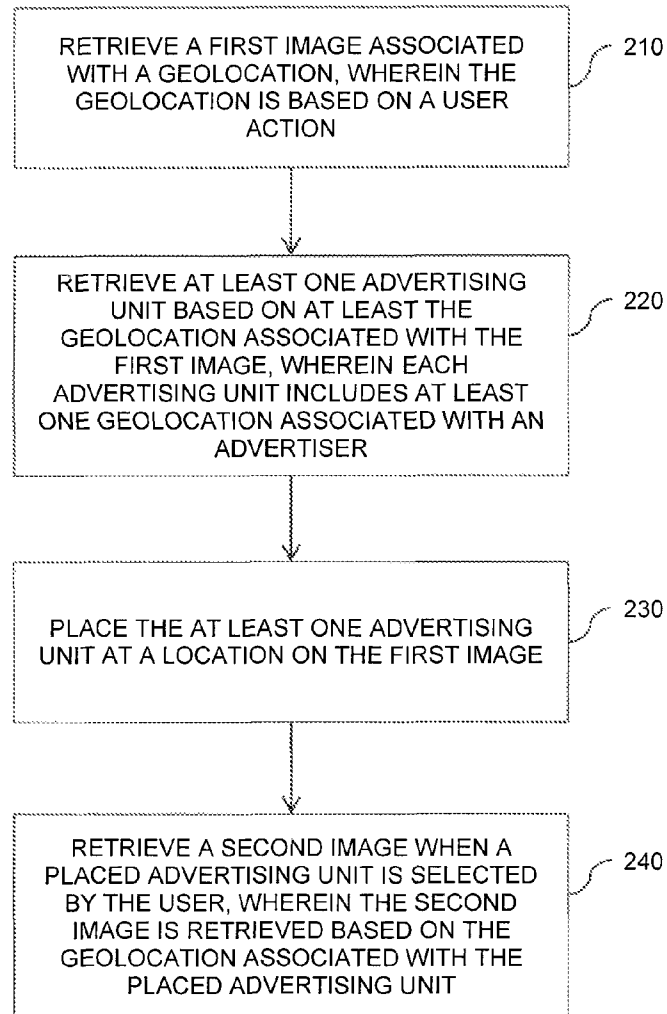 RETRIEVE A FIRST IMAGE ASSOCIATED
WITH A GEOLOCATION, WHEREIN THE
GEOLOCATION IS BASED ON A USER
ACTION
210
RETRIEVE AT LEAST ONE ADVERTISING
UNIT BASED ON AT LEAST THE
GEOLOCATION ASSOCIATED WITH THE
FIRST IMAGE, WHEREIN EACH
ADVERTISING UNIT INCLUDES AT LEAST
ONE GEOLOCATION ASSOCIATED WITH AN
ADVERTISER
220
PLACE THE AT LEAST ONE ADVERTISING
UNIT AT A LOCATION ON THE FIRST IMAGE
230
RETRIEVE A SECOND IMAGE WHEN A
PLACED ADVERTISING UNIT IS SELECTED
BY THE USER, WHEREIN THE SECOND
IMAGE IS RETRIEVED BASED ON THE
GEOLOCATION ASSOCIATED WITH THE
PLACED ADVERTISING UNIT
240